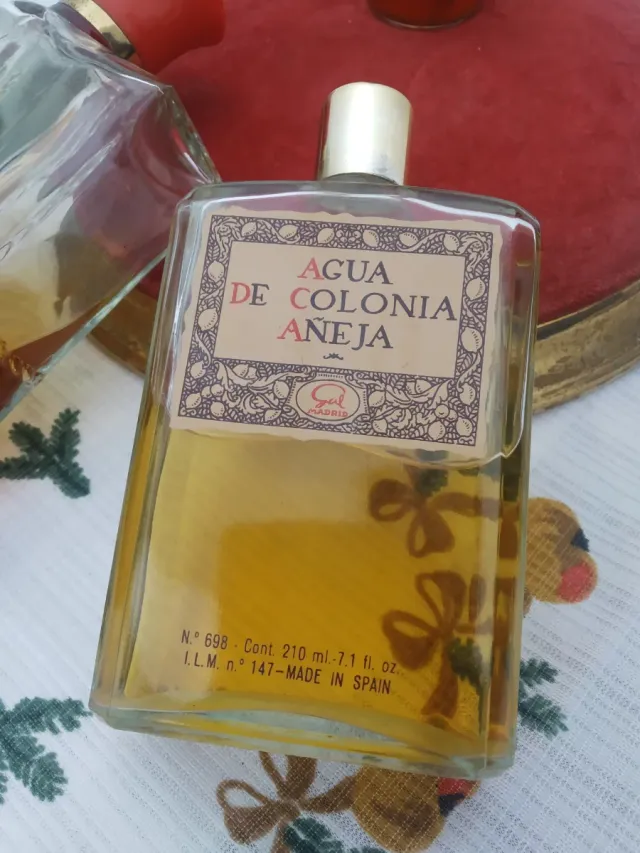 AGUA
DE COLONIA
AÑEJA
Gal
MADRID
N.º 698 - Cont. 210 ml.-7.1 fl. oz.
I.L.M. n.º 147-MADE IN SPAIN